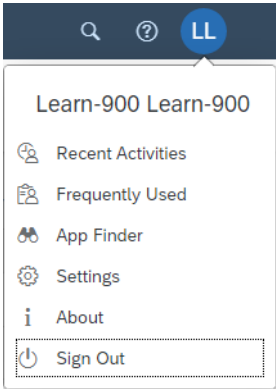 LL
Learn-900 Learn-900
Recent Activities
Frequently Used
App Finder
Settings
About
Sign Out